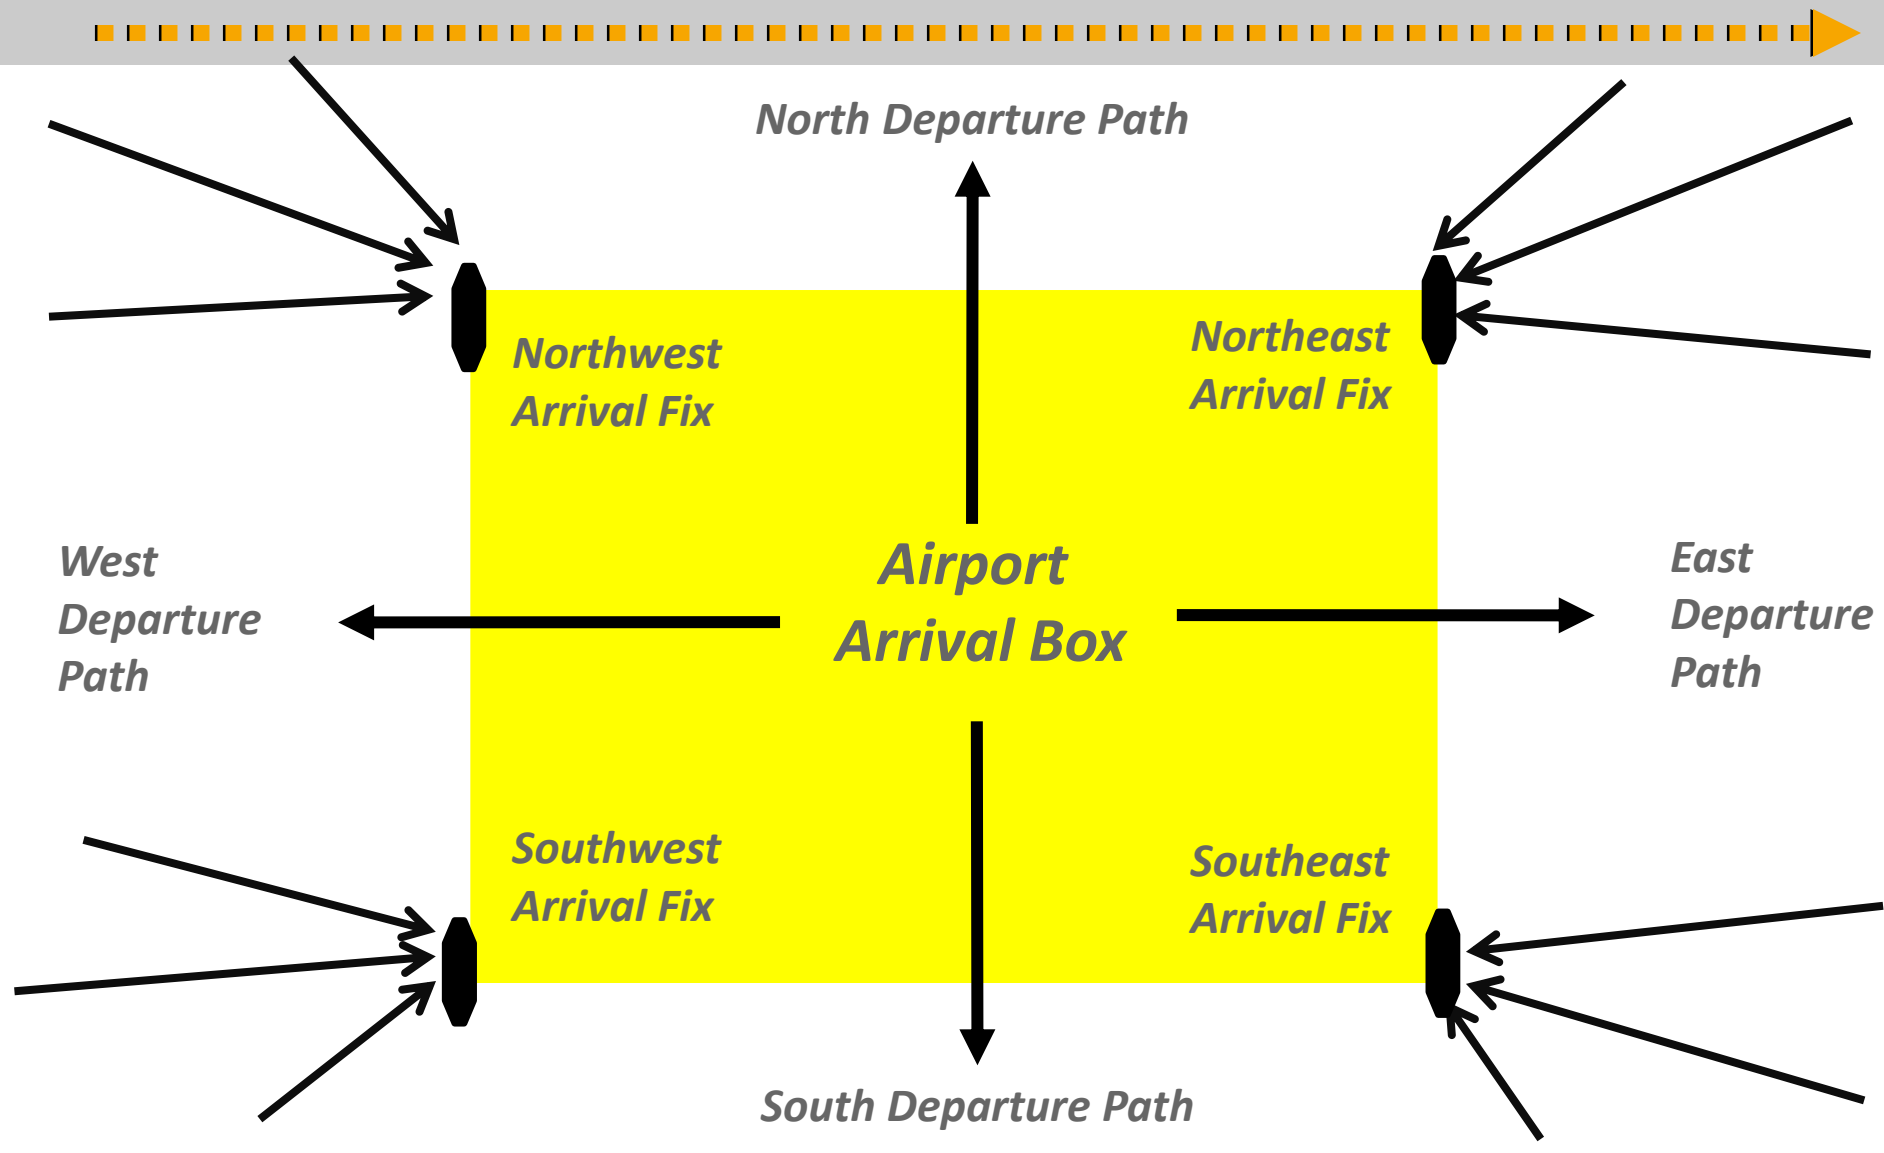 North Departure Path
Northwest
Arrival Fix
Northeast
Arrival Fix
West
Departure
Path
Airport
Arrival Box
East
Departure
Path
Southwest
Arrival Fix
Southeast
Arrival Fix
South Departure Path